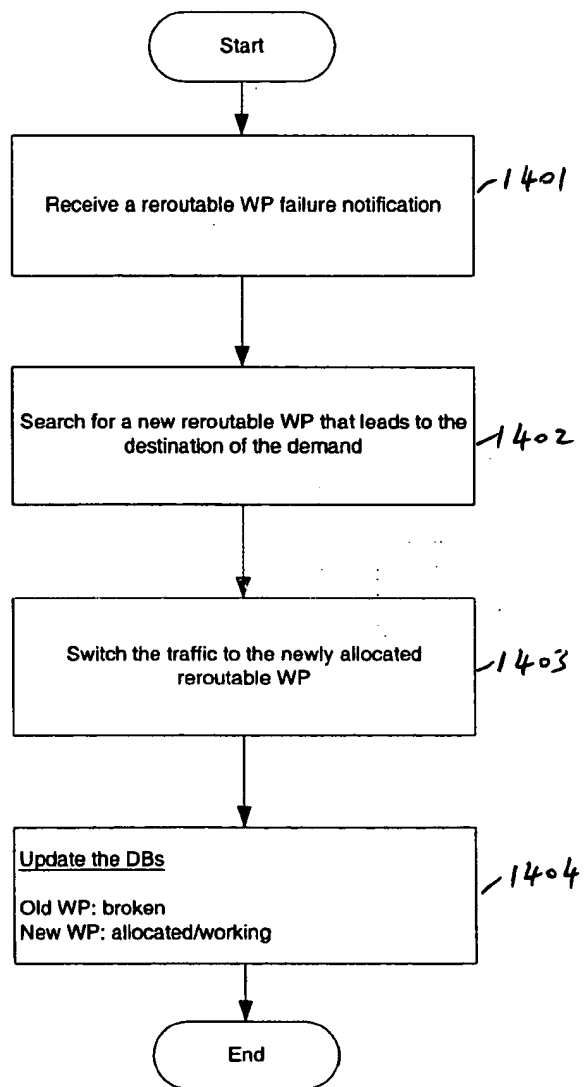 Start
Receive a reroutable WP failure notification
1401
Search for a new reroutable WP that leads to the
destination of the demand
1402
Switch the traffic to the newly allocated
reroutable WP
1403
Update the DBs
Old WP: broken
New WP: allocated/working
1404
End